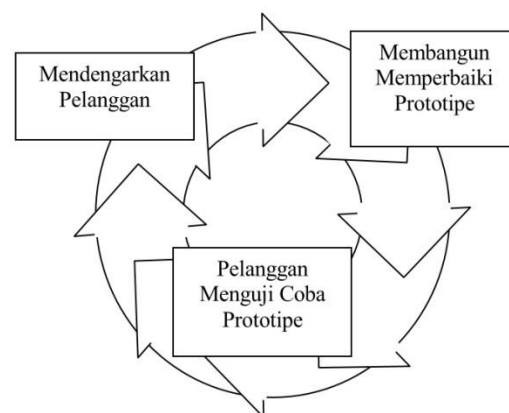 Mendengarkan
Pelanggan
Membangun
Memperbaiki
Prototipe
Pelanggan
Menguji Coba
Prototipe